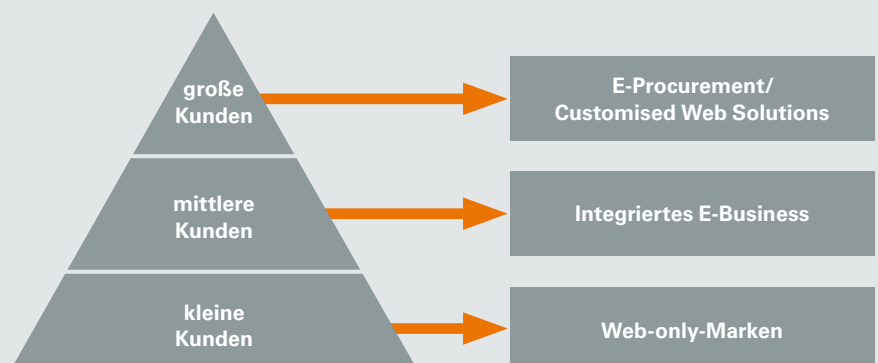 große
Kunden
E-Procurement/
Customised Web Solutions
mittlere
Kunden
Integriertes E-Business
kleine
Kunden
Web-only-Marken